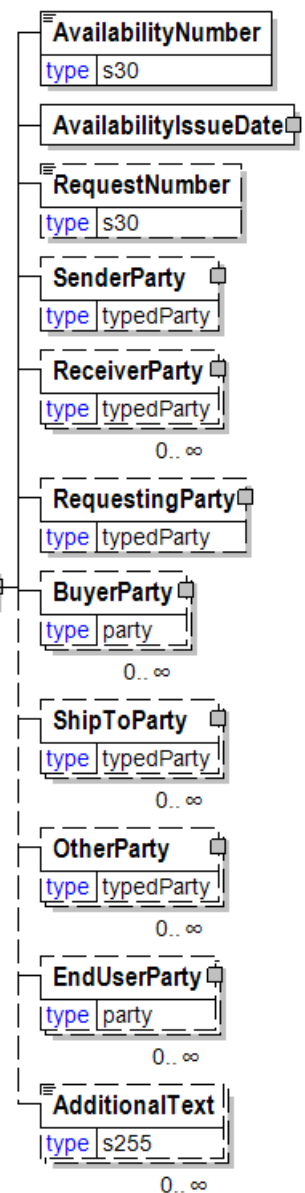 AvailabilityNumber
type s30
AvailabilityIssueDate
RequestNumber
type s30
SenderParty
type typedParty
ReceiverParty
type typedParty
0.. ∞
RequestingParty
type typedParty
BuyerParty
type party
0.. ∞
ShipToParty
type typedParty
0.. ∞
OtherParty
type typedParty
0.. ∞
EndUserParty
type party
0.. ∞
AdditionalText
type s255
0.. ∞